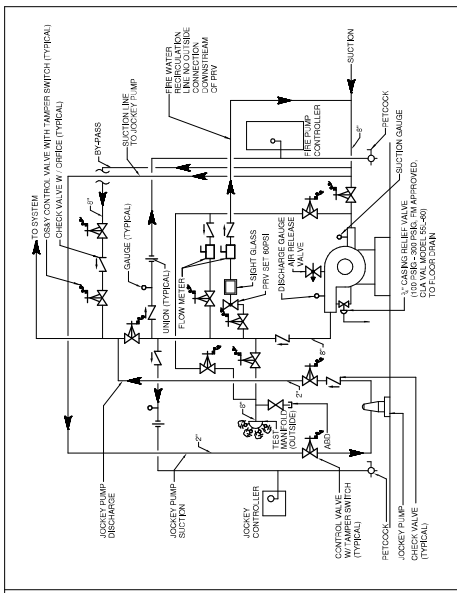 TO SYSTEM
OS&Y CONTROL VALVE WITH TAMPER SWITCH (TYPICAL)
CHECK VALVE W / ORIFICE (TYPICAL)
BY-PASS
SUCTION LINE
TO JOCKEY PUMP
FIRE WATER
RECIRCULATION
LINE NO OUTSIDE
CONNECTION
DOWNSTREAM
OF PRV
SUCTION
8"
GAUGE (TYPICAL)
UNION (TYPICAL)
FLOW METER
SIGHT GLASS
PRV SET 60PSI
DISCHARGE GAUGE
AIR RELEASE
VALVE
FIRE PUMP
CONTROLLER
8"
PETCOCK
SUCTION GAUGE
¾" CASING RELIEF VALVE
(100 PSIG - 300 PSIG, FM APPROVED,
CLA VAL MODEL 55L-60)
TO FLOOR DRAIN
8"
2"
2"
8"
TEST
MANIFOLD
(OUTSIDE)
ABD
JOCKEY PUMP
DISCHARGE
JOCKEY PUMP
SUCTION
JOCKEY
CONTROLLER
CONTROL VALVE
W/ TAMPER SWITCH
(TYPICAL)
PETCOCK
JOCKEY PUMP
CHECK VALVE
(TYPICAL)